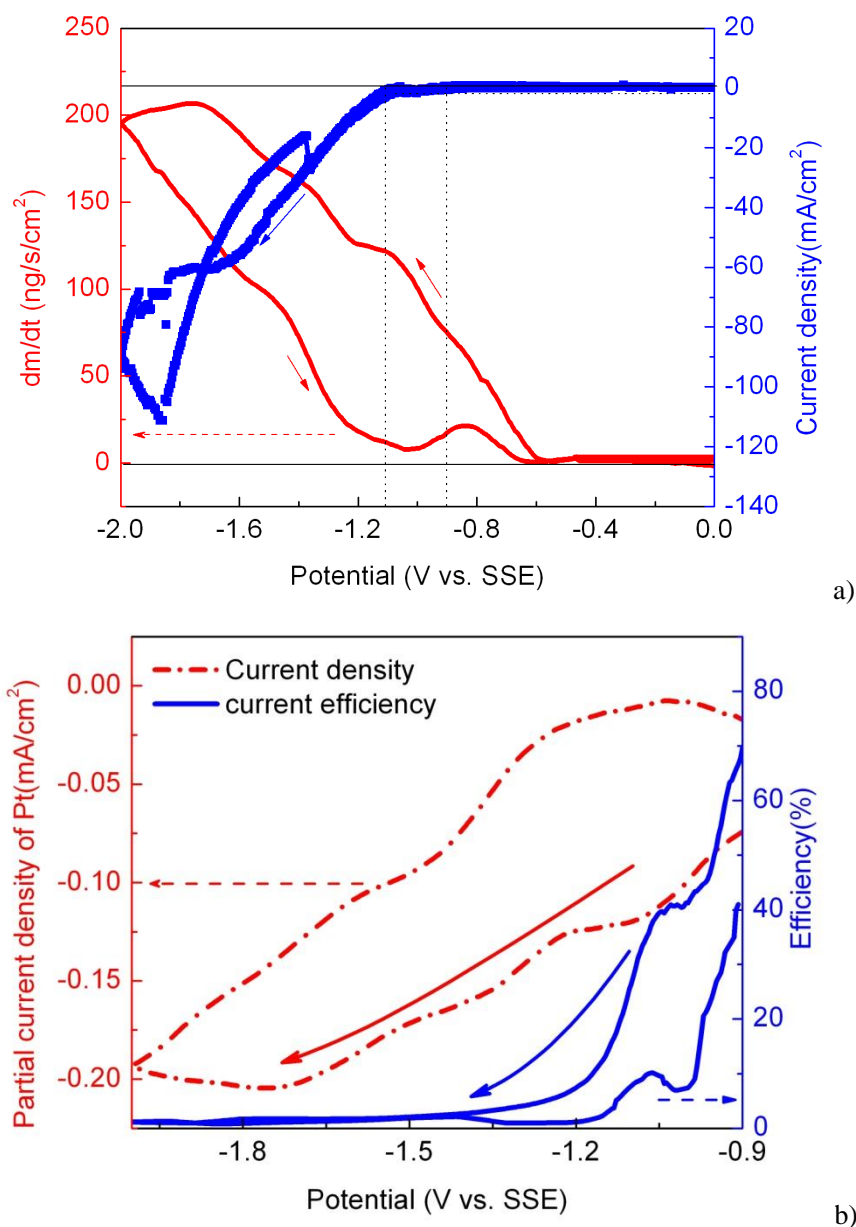 250
200
150
100
50
0
dm/dt (ng/s/cm²)
20
0
-20
-40
-60
-80
-100
-120
-140
Current density(mA/cm²)
-2.0 -1.6 -1.2 -0.8 -0.4 0.0
Potential (V vs. SSE)
a)
Current density
current efficiency
0.00
-0.05
-0.10
-0.15
-0.20
Partial current density of Pt(mA/cm²)
80
60
40
20
0
Efficiency(%)
-1.8 -1.5 -1.2 -0.9
Potential (V vs. SSE)
b)